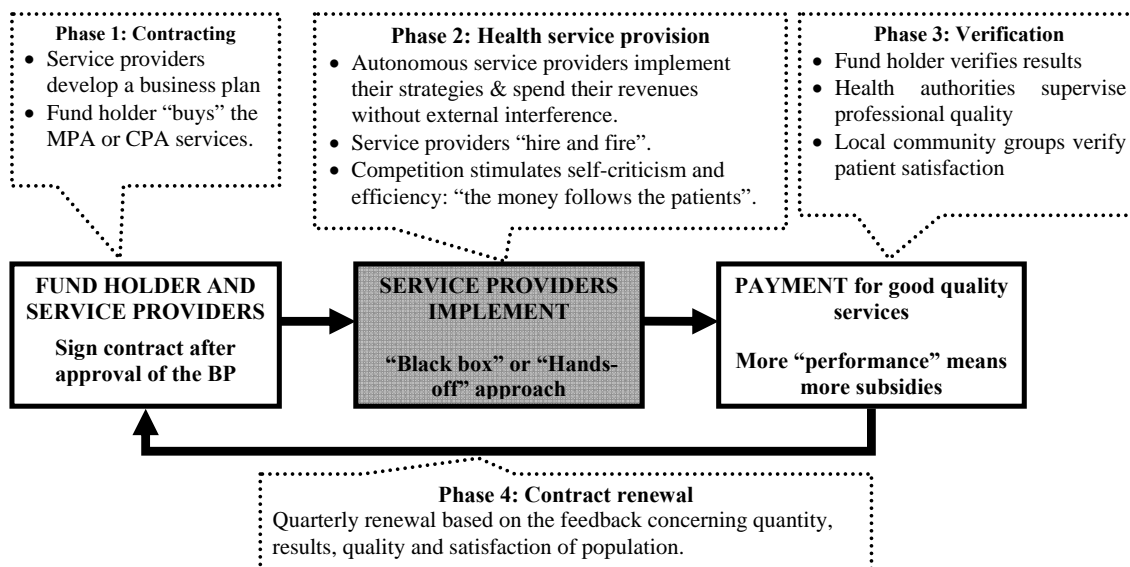 Phase 1: Contracting
• Service providers
develop a business plan
• Fund holder “buys” the
MPA or CPA services.
Phase 2: Health service provision
• Autonomous service providers implement
their strategies & spend their revenues
without external interference.
• Service providers “hire and fire”.
• Competition stimulates self-criticism and
efficiency: “the money follows the patients”.
Phase 3: Verification
• Fund holder verifies results
• Health authorities supervise
professional quality
• Local community groups verify
patient satisfaction
FUND HOLDER AND
SERVICE PROVIDERS
Sign contract after
approval of the BP
SERVICE PROVIDERS
IMPLEMENT
“Black box” or “Hands-
off” approach
PAYMENT for good quality
services
More “performance” means
more subsidies
Phase 4: Contract renewal
Quarterly renewal based on the feedback concerning quantity,
results, quality and satisfaction of population.